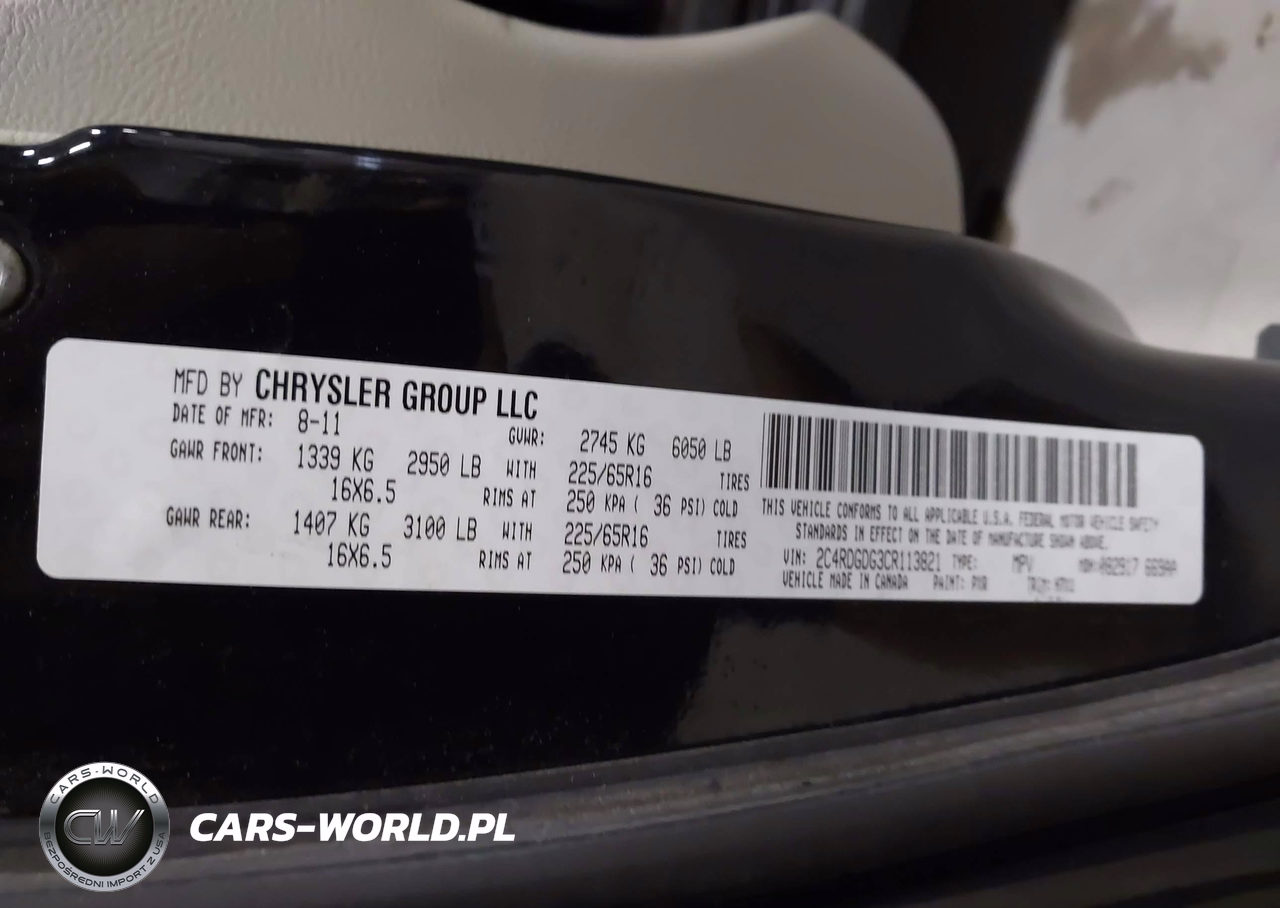 MFD BY CHRYSLER GROUP LLC
DATE OF MFR: 8-11 GVWR: 2745 KG 6050 LB
GAWR FRONT: 1339 KG 2950 LB WITH 225/65R16 TIRES
16X6.5 RIMS AT 250 KPA ( 36 PSI) COLD
GAWR REAR: 1407 KG 3100 LB WITH 225/65R16 TIRES
16X6.5 RIMS AT 250 KPA ( 36 PSI) COLD
THIS VEHICLE CONFORMS TO ALL APPLICABLE U.S.A. FEDERAL MOTOR VEHICLE SAFETY
STANDARDS IN EFFECT ON THE DATE OF MANUFACTURE SHOWN ABOVE.
VIN: 2C4RDGDG3CR113821 TYPE: MPV MDH:
VEHICLE MADE IN CANADA PAINT: PXR TRIM:
CARS-WORLD
CW
BEZPOŚREDNI IMPORT Z USA
CARS-WORLD.PL